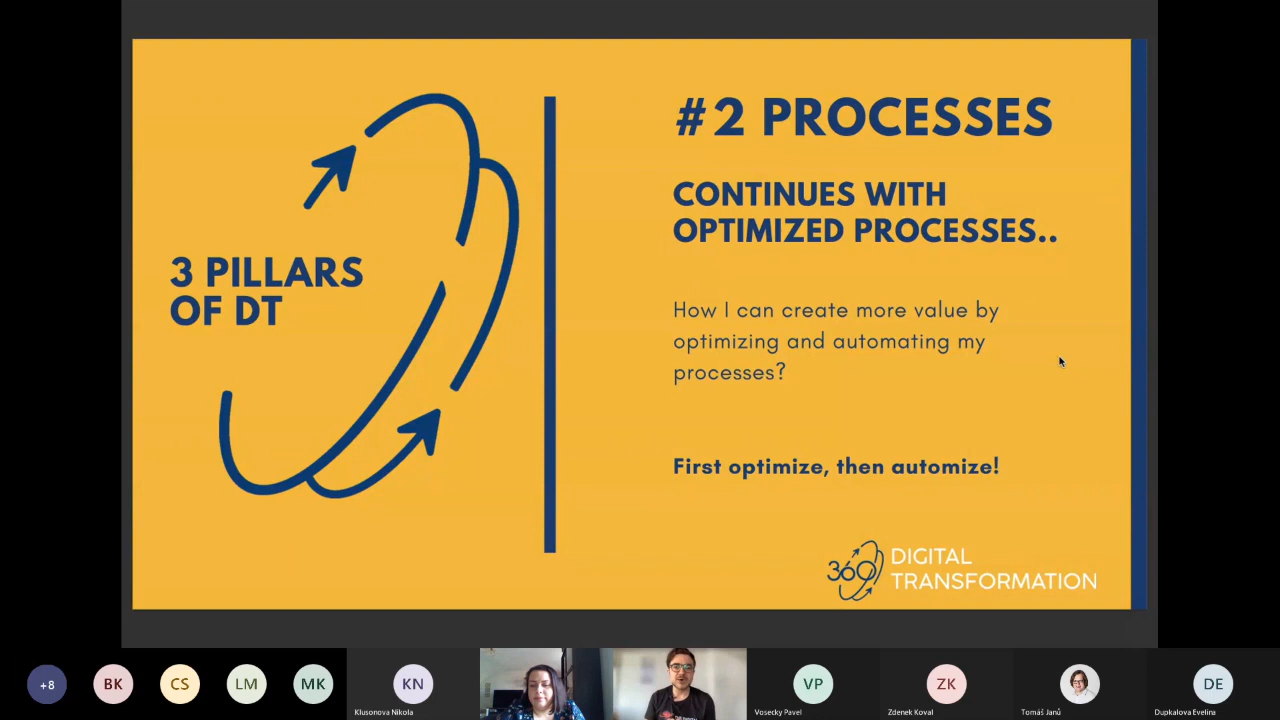 #2 PROCESSES
CONTINUES WITH
OPTIMIZED PROCESSES..
3 PILLARS
OF DT
How I can create more value by
optimizing and automating my
processes?
First optimize, then automize!
360
DIGITAL
TRANSFORMATION
+8
BK
CS
LM
MK
KN
VP
ZK
DE
Klusonova Nikola
Vosecky Pavel
Zdenek Koval
Tomáš Janů
Dupkalova Evelina